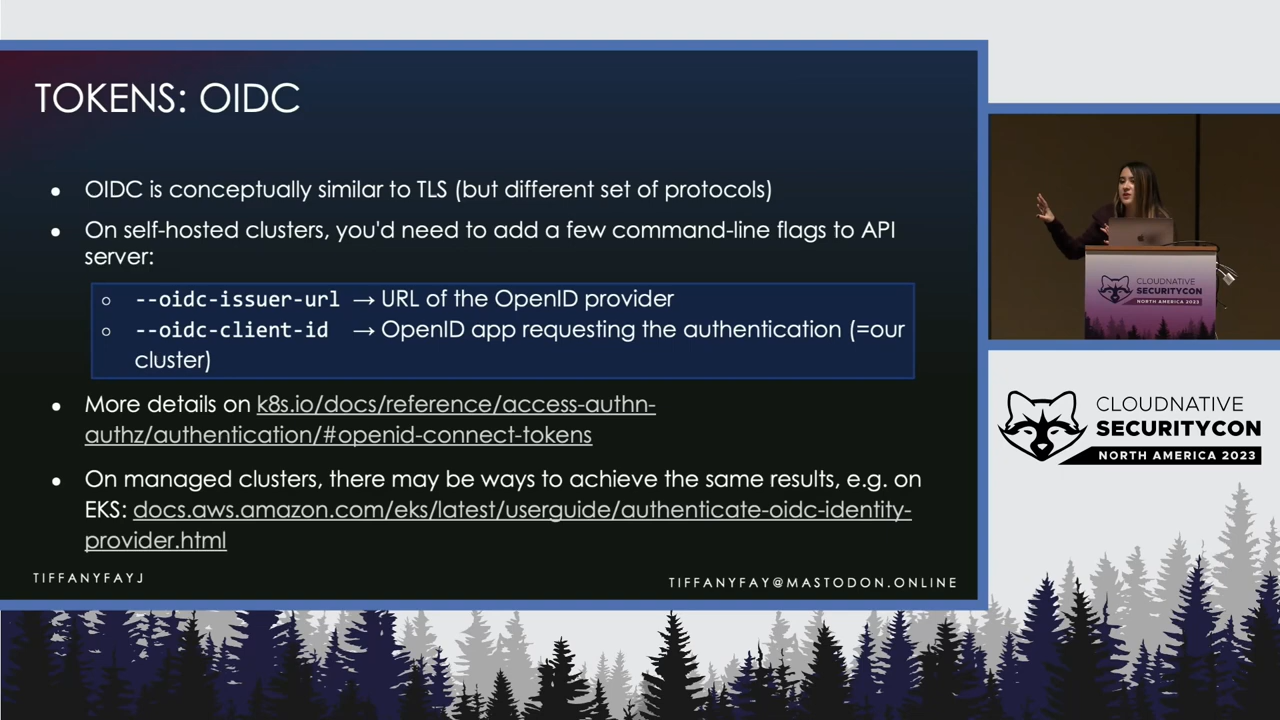 TOKENS: OIDC
● OIDC is conceptually similar to TLS (but different set of protocols)
● On self-hosted clusters, you'd need to add a few command-line flags to API
server:
○ --oidc-issuer-url → URL of the OpenID provider
○ --oidc-client-id → OpenID app requesting the authentication (=our
cluster)
● More details on k8s.io/docs/reference/access-authn-
authz/authentication/#openid-connect-tokens
● On managed clusters, there may be ways to achieve the same results, e.g. on
EKS: docs.aws.amazon.com/eks/latest/userguide/authenticate-oidc-identity-
provider.html
TIFFANYFAYJ
TIFFANYFAY@MASTODON.ONLINE
CLOUDNATIVE
SECURITYCON
NORTH AMERICA 2023
CLOUDNATIVE
SECURITYCON
NORTH AMERICA 2023